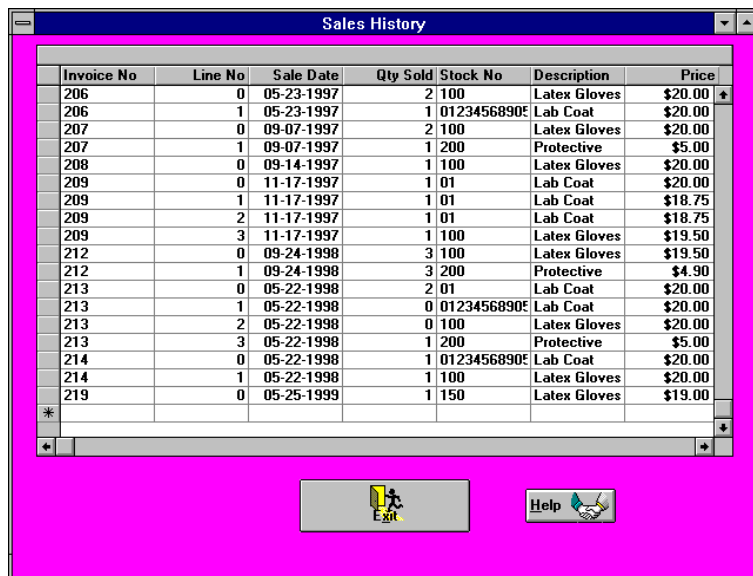 Sales History
Invoice No Line No Sale Date Qty Sold Stock No Description Price
206 0 05-23-1997 2 100 Latex Gloves $20.00
206 1 05-23-1997 1 01234568905 Lab Coat $20.00
207 0 09-07-1997 2 100 Latex Gloves $20.00
207 1 09-07-1997 1 200 Protective $5.00
208 0 09-14-1997 1 100 Latex Gloves $20.00
209 0 11-17-1997 1 01 Lab Coat $20.00
209 1 11-17-1997 1 01 Lab Coat $18.75
209 2 11-17-1997 1 01 Lab Coat $18.75
209 3 11-17-1997 1 100 Latex Gloves $19.50
212 0 09-24-1998 3 100 Latex Gloves $19.50
212 1 09-24-1998 3 200 Protective $4.90
213 0 05-22-1998 2 01 Lab Coat $20.00
213 1 05-22-1998 0 01234568905 Lab Coat $20.00
213 2 05-22-1998 0 100 Latex Gloves $20.00
213 3 05-22-1998 1 200 Protective $5.00
214 0 05-22-1998 1 01234568905 Lab Coat $20.00
214 1 05-22-1998 1 100 Latex Gloves $20.00
219 0 05-25-1999 1 150 Latex Gloves $19.00
*
Exit
Help